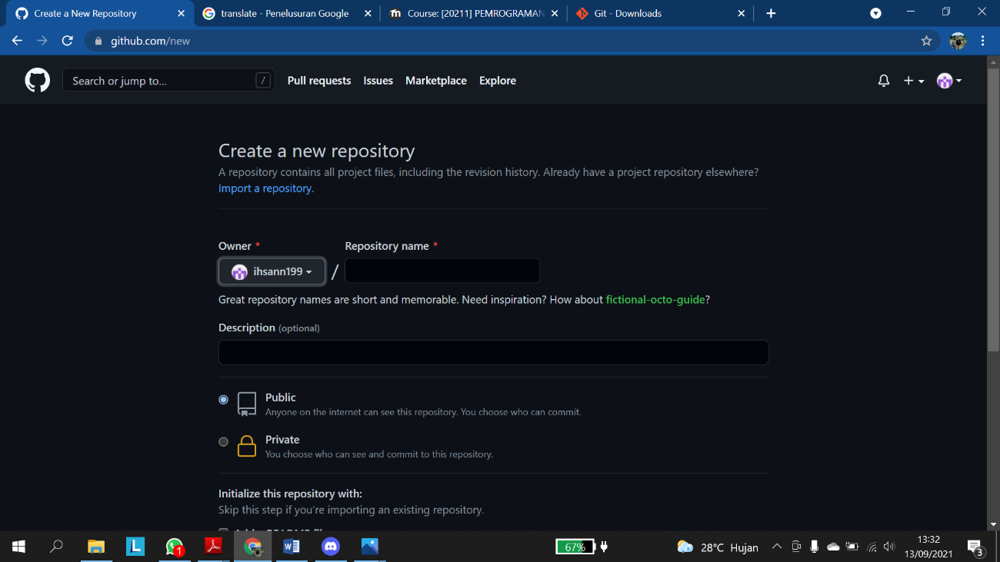 Create a New Repository
translate - Penelusuran Google
Course: [20211] PEMROGRAMAN
Git - Downloads
github.com/new
Search or jump to...
/
Pull requests
Issues
Marketplace
Explore
Create a new repository
A repository contains all project files, including the revision history. Already have a project repository elsewhere?
Import a repository.
Owner *
Repository name *
ihsann199
/
Great repository names are short and memorable. Need inspiration? How about fictional-octo-guide?
Description (optional)
Public
Anyone on the internet can see this repository. You choose who can commit.
Private
You choose who can see and commit to this repository.
Initialize this repository with:
Skip this step if you're importing an existing repository.
L
1
W
67%
28°C Hujan
13:32
13/09/2021
3